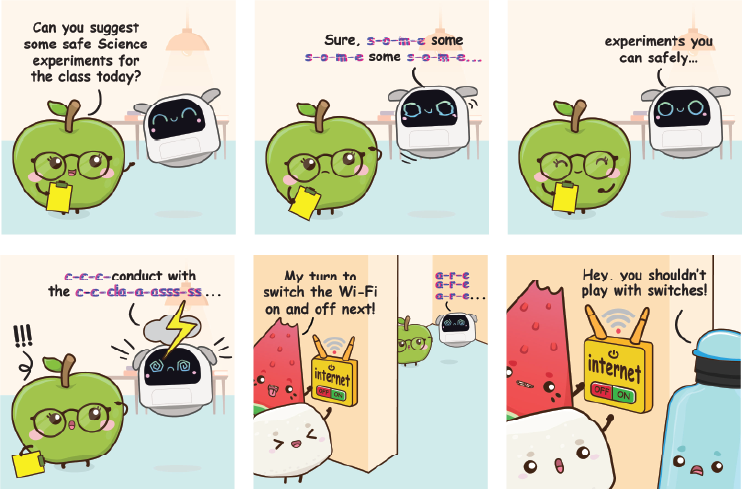 Can you suggest
some safe Science
experiments for
the class today?
Sure, s-o-m-e some
s-o-m-e some s-o-m-e...
experiments you
can safely...
c-c-c-conduct with
the c-c-cla-a-asss-ss...
!!!
My turn to
switch the Wi-Fi
on and off next!
internet
OFF ON
a-r-e
a-r-e
a-r-e...
Hey, you shouldn't
play with switches!
internet
OFF ON